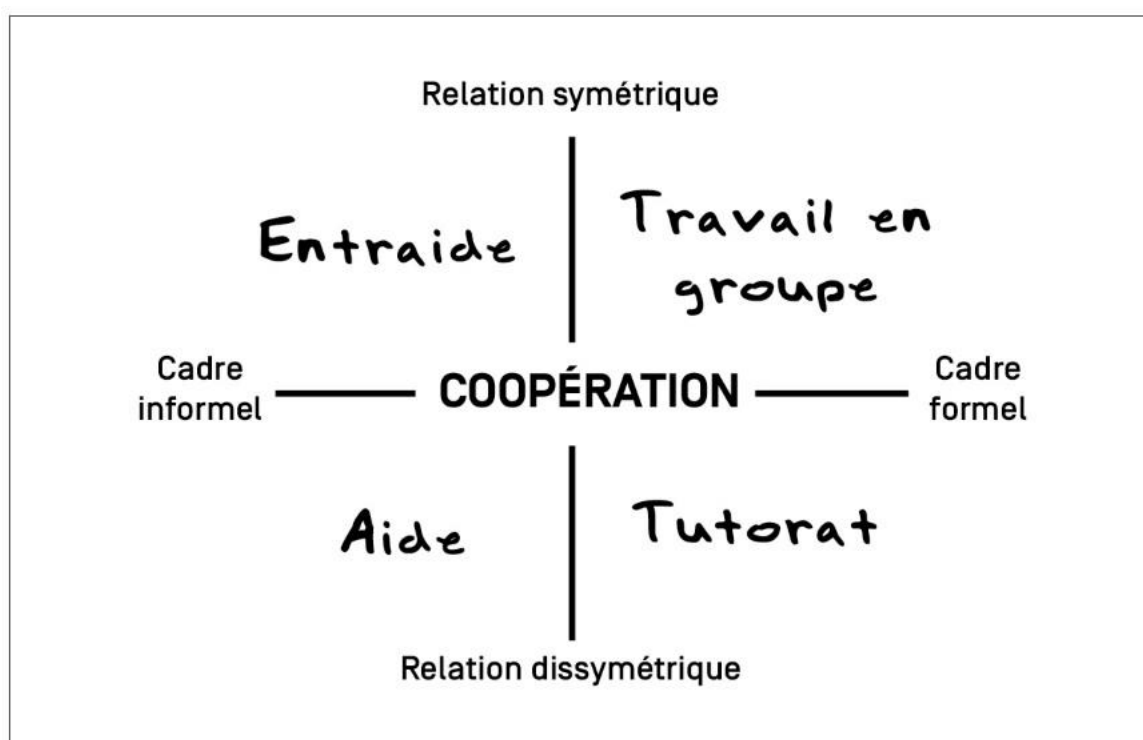 Relation symétrique
Entraide
Travail en
groupe
Cadre
informel
COOPÉRATION
Cadre
formel
Aide
Tutorat
Relation dissymétrique